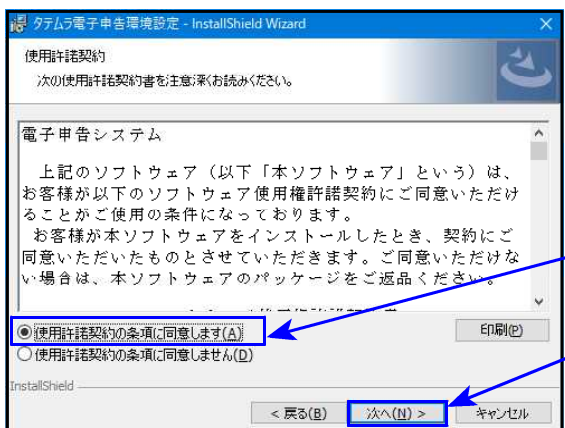 タテムラ電子申告環境設定 - InstallShield Wizard
使用許諾契約
次の使用許諾契約書を注意深くお読みください。
電子申告システム
上記のソフトウェア（以下「本ソフトウェア」という）は、
お客様が以下のソフトウェア使用権許諾契約にご同意いただけ
ることがご使用の条件になっております。
お客様が本ソフトウェアをインストールしたとき、契約にご
同意いただいたものとさせていただきます。ご同意いただけな
い場合は、本ソフトウェアのパッケージをご返品ください。
使用許諾契約の条項に同意します(A)
印刷(P)
使用許諾契約の条項に同意しません(D)
InstallShield
< 戻る(B)
次へ(N) >
キャンセル